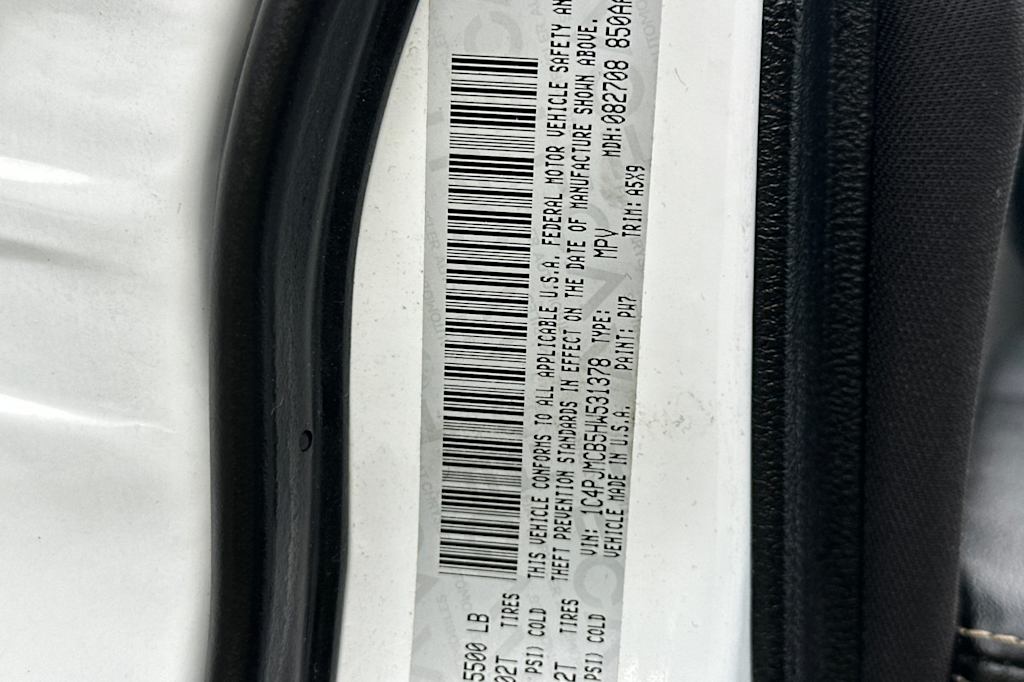 5500 LB
02T TIRES
PSI) COLD
2T TIRES
PSI) COLD
THIS VEHICLE CONFORMS TO ALL APPLICABLE U.S.A. FEDERAL MOTOR VEHICLE SAFETY AN
THEFT PREVENTION STANDARDS IN EFFECT ON THE DATE OF MANUFACTURE SHOWN ABOVE.
VIN: 1C4PJMCB5HW531378 TYPE: MPV MDH:082708 850A
VEHICLE MADE IN U.S.A. PAINT: PW7 TRIM: A5X9